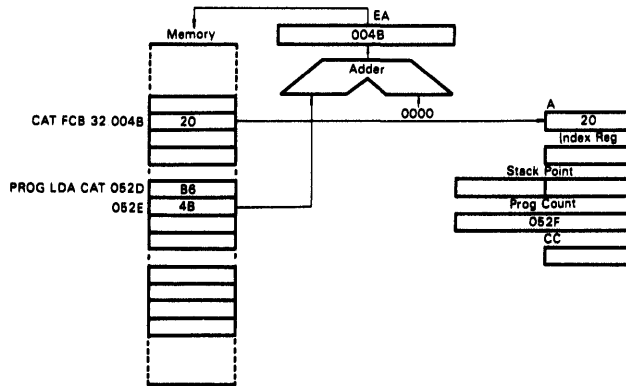 EA
Memory
004B
Adder
A
CAT FCB 32 004B
20
0000
20
Index Reg
Stack Point
PROG LDA CAT 052D
B6
Prog Count
052E
4B
052F
CC